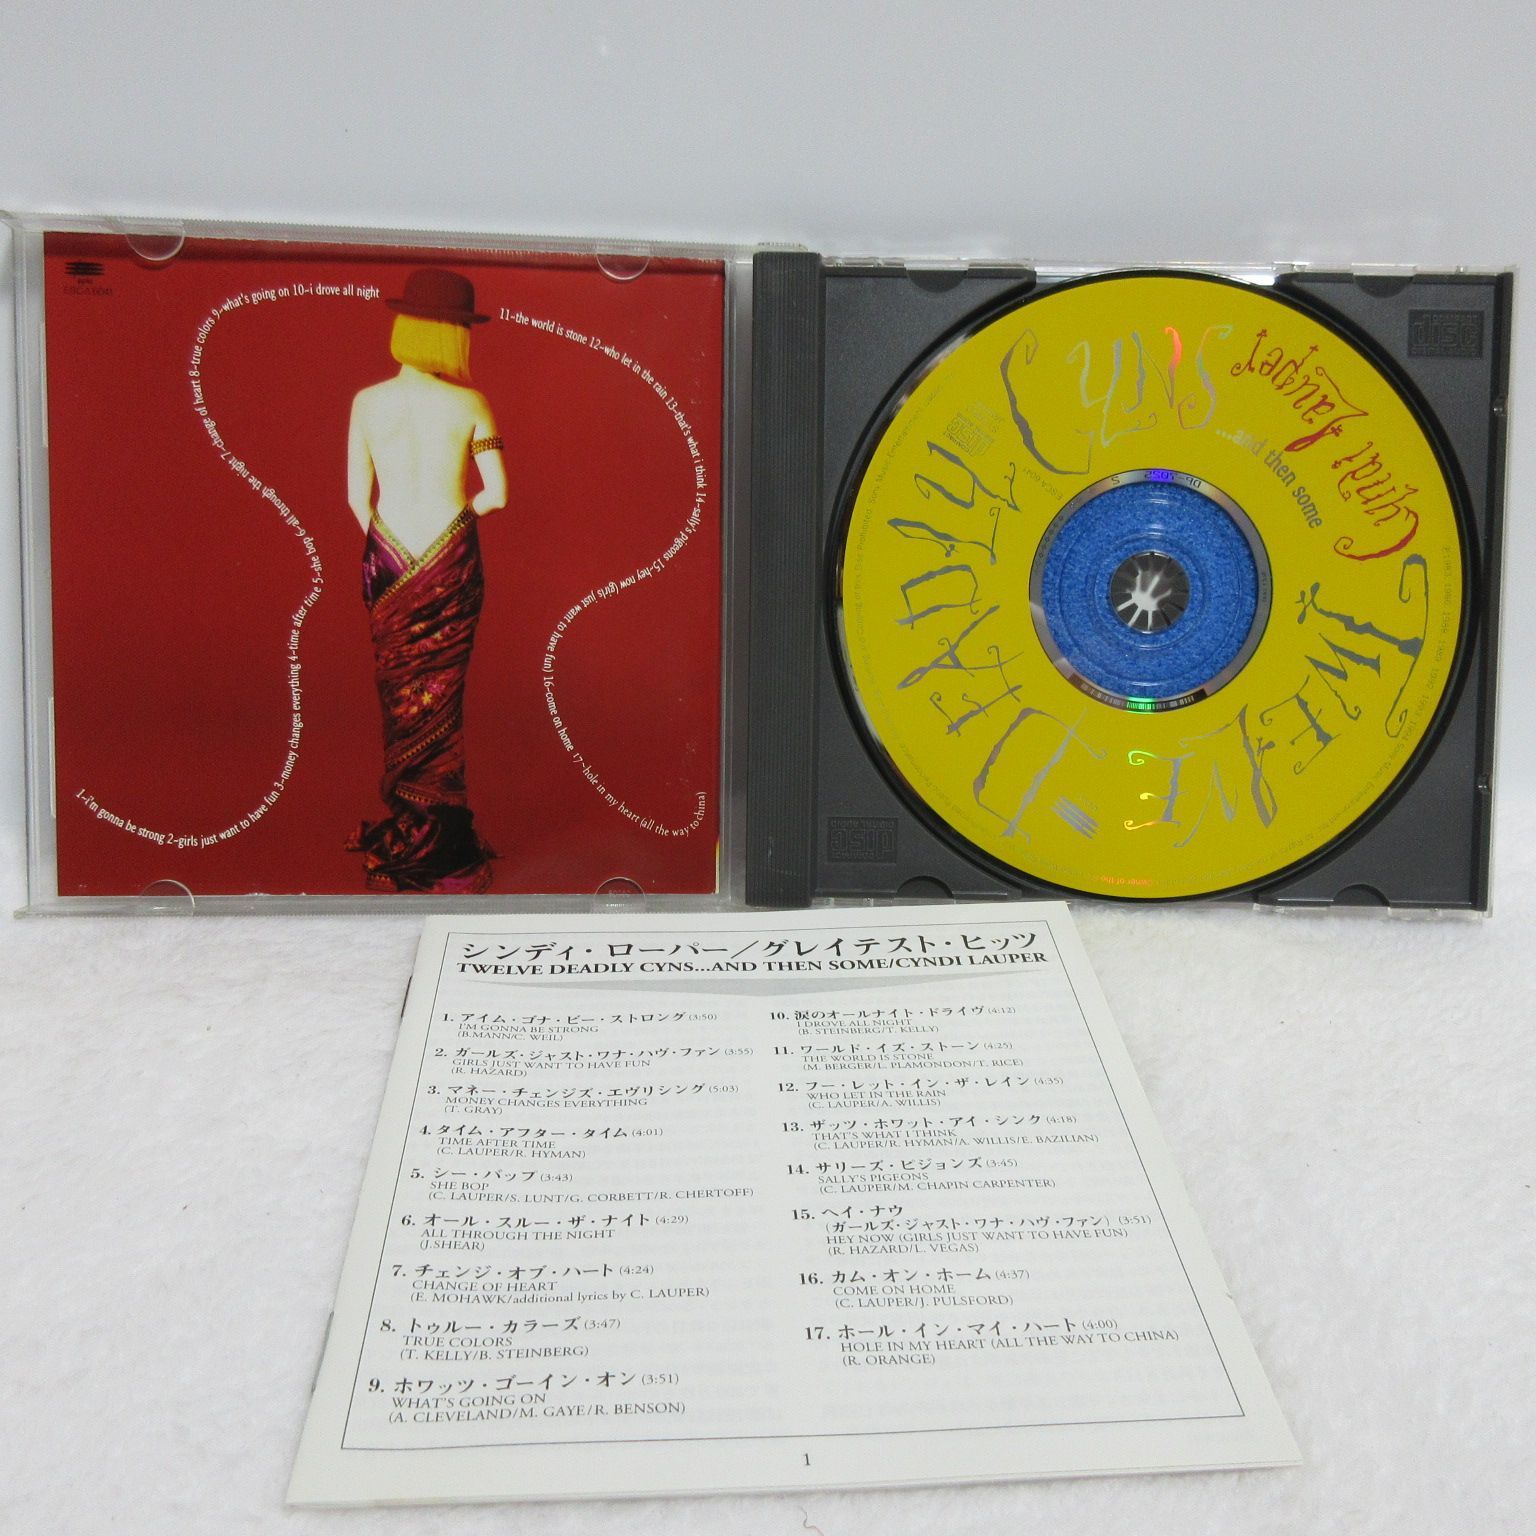 epic
ESCA 6041
1-i'm gonna be strong 2-girls just want to have fun 3-money changes everything 4-time after time 5-she bop 6-all through the night 7-change of heart 8-true colors 9-what's going on 10-i drove all night
11-the world is stone 12-who let in the rain 13-that's what i think 14-sally's pigeons 15-hey now (girls just want to have fun) 16-come on home 17-hole in my heart (all the way to china)
Cyndi Lauper
TWELVE DEADLY CYNS
...and then some
ESCA 6041
COMPACT
disc
DIGITAL AUDIO
シンディ・ローパー/グレイテスト・ヒッツ
TWELVE DEADLY CYNS...AND THEN SOME/CYNDI LAUPER
1. アイム・ゴナ・ビー・ストロング (3:50)
I'M GONNA BE STRONG
(B.MANN/C. WEIL)
2. ガールズ・ジャスト・ワナ・ハヴ・ファン (3:55)
GIRLS JUST WANT TO HAVE FUN
(R. HAZARD)
3. マネー・チェンジズ・エヴリシング (5:03)
MONEY CHANGES EVERYTHING
(T. GRAY)
4. タイム・アフター・タイム (4:01)
TIME AFTER TIME
(C. LAUPER/R. HYMAN)
5. シー・バップ (3:43)
SHE BOP
(C. LAUPER/S. LUNT/G. CORBETT/R. CHERTOFF)
6. オール・スルー・ザ・ナイト (4:29)
ALL THROUGH THE NIGHT
(J.SHEAR)
7. チェンジ・オブ・ハート (4:24)
CHANGE OF HEART
(E. MOHAWK/additional lyrics by C. LAUPER)
8. トゥルー・カラーズ (3:47)
TRUE COLORS
(T. KELLY/B. STEINBERG)
9. ホワッツ・ゴーイン・オン (3:51)
WHAT'S GOING ON
(A. CLEVELAND/M. GAYE/R. BENSON)
10. 涙のオールナイト・ドライヴ (4:12)
I DROVE ALL NIGHT
(B. STEINBERG/T. KELLY)
11. ワールド・イズ・ストーン (4:25)
THE WORLD IS STONE
(M. BERGER/L. PLAMONDON/T. RICE)
12. フー・レット・イン・ザ・レイン (4:35)
WHO LET IN THE RAIN
(C. LAUPER/A. WILLIS)
13. ザッツ・ホワット・アイ・シンク (4:18)
THAT'S WHAT I THINK
(C. LAUPER/R. HYMAN/A. WILLIS/E. BAZILIAN)
14. サリーズ・ピジョンズ (3:45)
SALLY'S PIGEONS
(C. LAUPER/M. CHAPIN CARPENTER)
15. ヘイ・ナウ
(ガールズ・ジャスト・ワナ・ハヴ・ファン) (3:51)
HEY NOW (GIRLS JUST WANT TO HAVE FUN)
(R. HAZARD/L. VEGAS)
16. カム・オン・ホーム (4:37)
COME ON HOME
(C. LAUPER/J. PULSFORD)
17. ホール・イン・マイ・ハート (4:00)
HOLE IN MY HEART (ALL THE WAY TO CHINA)
(R. ORANGE)
1